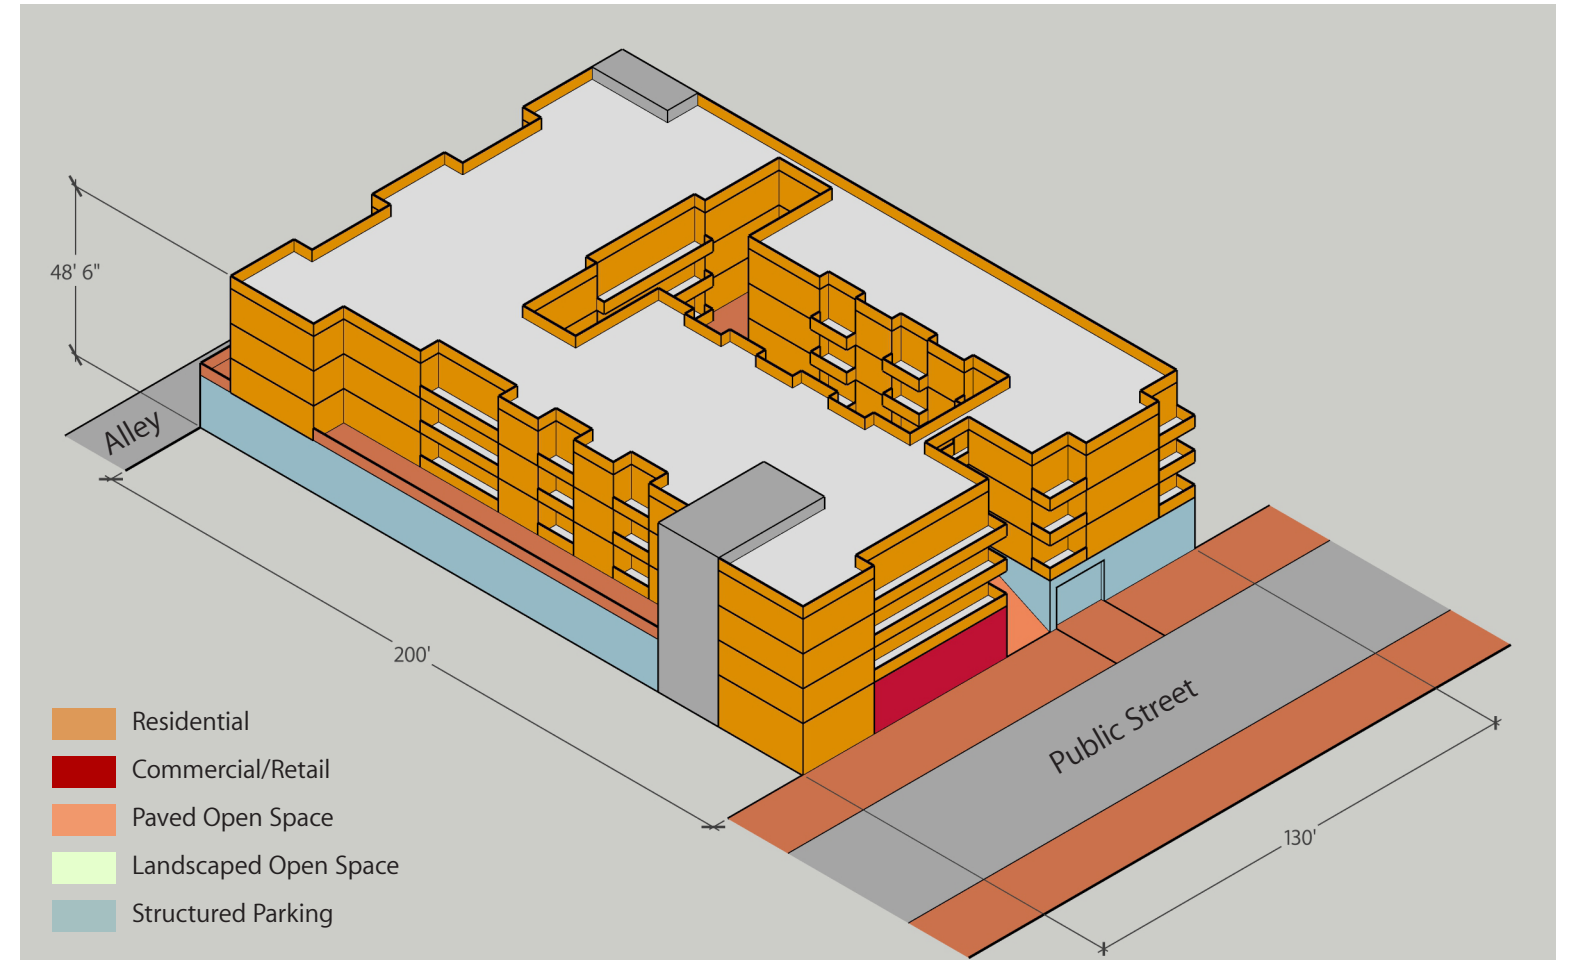 48' 6"
Alley
200'
Public Street
130'
Residential
Commercial/Retail
Paved Open Space
Landscaped Open Space
Structured Parking